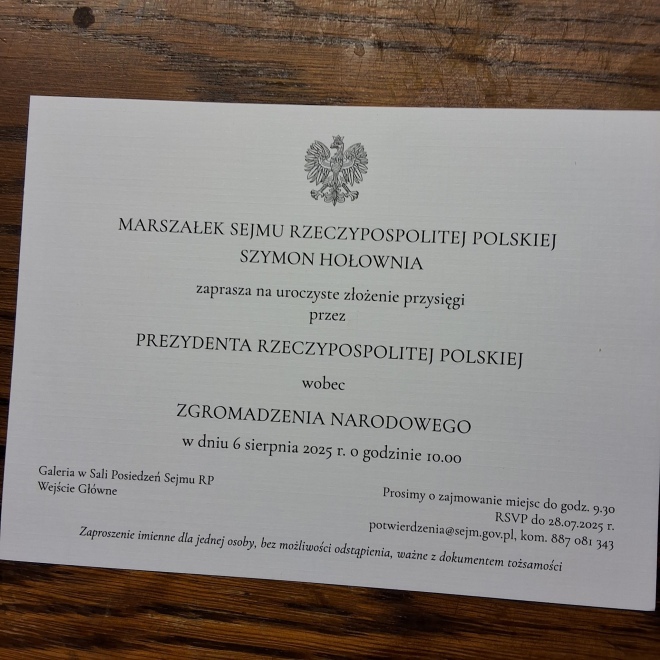 MARSZAŁEK SEJMU RZECZYPOSPOLITEJ POLSKIEJ
SZYMON HOŁOWNIA
zaprasza na uroczyste złożenie przysięgi
przez
PREZYDENTA RZECZYPOSPOLITEJ POLSKIEJ
wobec
ZGROMADZENIA NARODOWEGO
w dniu 6 sierpnia 2025 r. o godzinie 10.00
Galeria w Sali Posiedzeń Sejmu RP
Wejście Główne
Prosimy o zajmowanie miejsc do godz. 9.30
RSVP do 28.07.2025 r.
potwierdzenia@sejm.gov.pl, kom. 887 081 343
Zaproszenie imienne dla jednej osoby, bez możliwości odstąpienia, ważne z dokumentem tożsamości